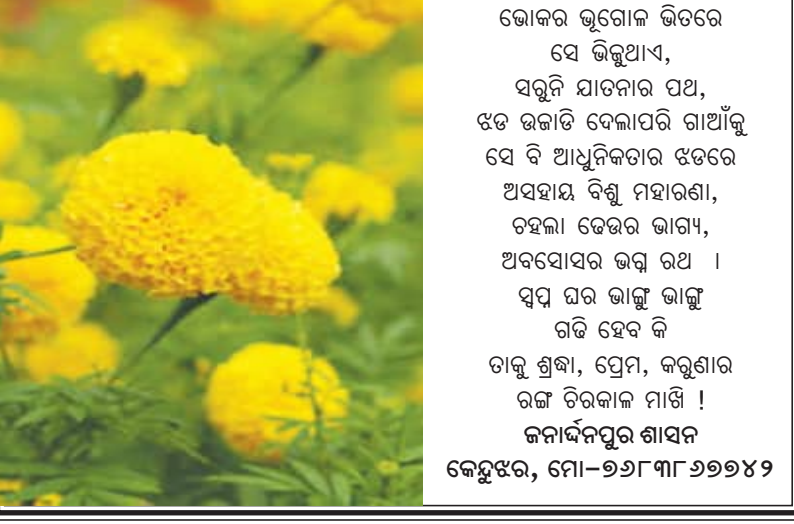 ଭୋକର ଭୂଗୋଳ ଭିତରେ
ସେ ଭିଜୁଥାଏ,
ସରୁନି ଯାତନାର ପଥ,
ଝଡ ଉଜାଡି ଦେଲାପରି ଗାଆଁକୁ
ସେ ବି ଆଧୁନିକତାର ଝଡରେ
ଅସହାୟ ବିଶୁ ମହାରଣା,
ଚହଲା ଢେଉର ଭାଗ୍ୟ,
ଅବସୋସର ଭଗ୍ନ ରଥ ।
ସ୍ୱପ୍ନ ଘର ଭାଙ୍ଗୁ ଭାଙ୍ଗୁ
ଗଢି ହେବ କି
ତାକୁ ଶ୍ରଦ୍ଧା, ପ୍ରେମ, କରୁଣାର
ରଙ୍ଗ ଚିରକାଳ ମାଖି !
ଜନାର୍ଦ୍ଦନପୁର ଶାସନ
କେନ୍ଦୁଝର, ମୋ–୭୬୮୩୮୬୭୭୪୨